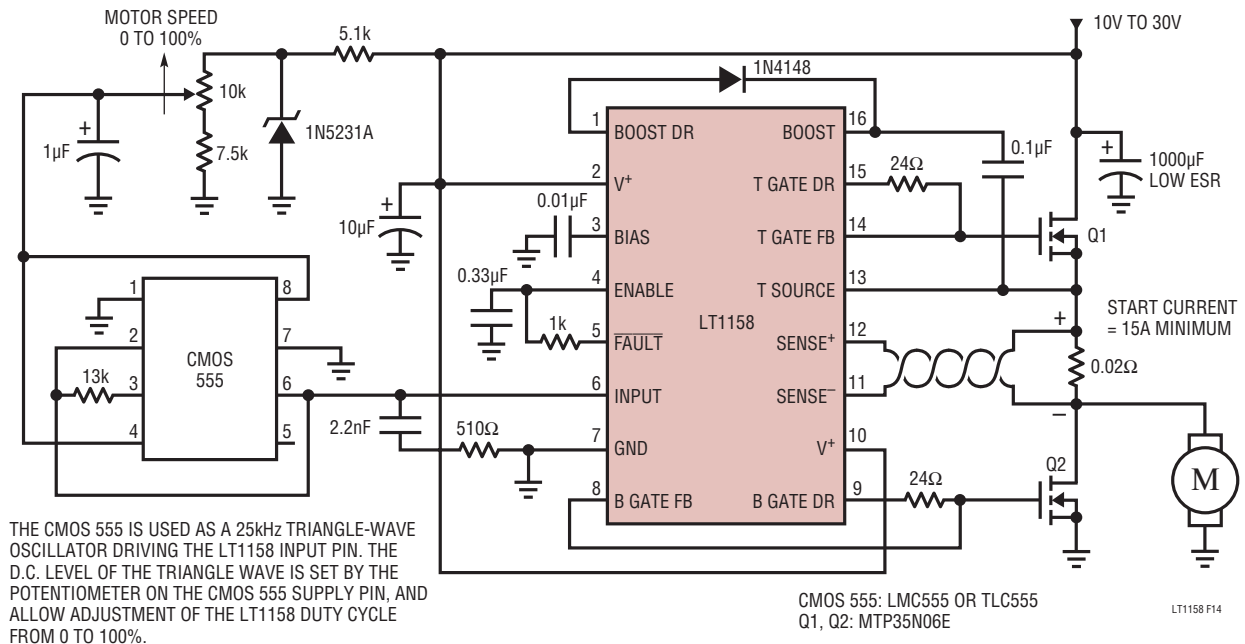 MOTOR SPEED
0 TO 100%
5.1k
10V TO 30V
1N4148
10k
1N5231A
7.5k
+
1µF
1
BOOST DR
BOOST
16
0.1µF
+
1000µF
LOW ESR
24Ω
2
V+
T GATE DR
15
+
10µF
0.01µF
3
BIAS
T GATE FB
14
Q1
0.33µF
4
ENABLE
T SOURCE
13
LT1158
1k
5
FAULT
SENSE+
12
+
START CURRENT
= 15A MINIMUM
0.02Ω
6
INPUT
SENSE–
11
–
2.2nF
510Ω
7
GND
V+
10
24Ω
Q2
8
B GATE FB
B GATE DR
9
M
1
8
2
7
CMOS
555
13k
3
6
4
5
THE CMOS 555 IS USED AS A 25kHz TRIANGLE-WAVE
OSCILLATOR DRIVING THE LT1158 INPUT PIN. THE
D.C. LEVEL OF THE TRIANGLE WAVE IS SET BY THE
POTENTIOMETER ON THE CMOS 555 SUPPLY PIN, AND
ALLOW ADJUSTMENT OF THE LT1158 DUTY CYCLE
FROM 0 TO 100%.
CMOS 555: LMC555 OR TLC555
Q1, Q2: MTP35N06E
LT1158 F14